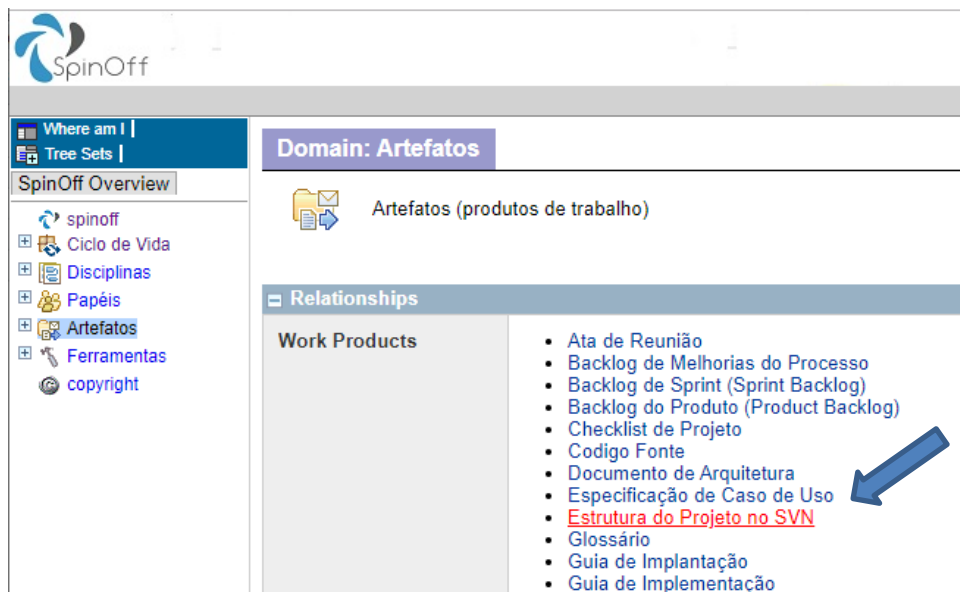 SpinOff
Where am I |
Tree Sets |
SpinOff Overview
spinoff
Ciclo de Vida
Disciplinas
Papéis
Artefatos
Ferramentas
copyright
Domain: Artefatos
Artefatos (produtos de trabalho)
Relationships
Work Products
Ata de Reunião
Backlog de Melhorias do Processo
Backlog de Sprint (Sprint Backlog)
Backlog do Produto (Product Backlog)
Checklist de Projeto
Codigo Fonte
Documento de Arquitetura
Especificação de Caso de Uso
Estrutura do Projeto no SVN
Glossário
Guia de Implantação
Guia de Implementação